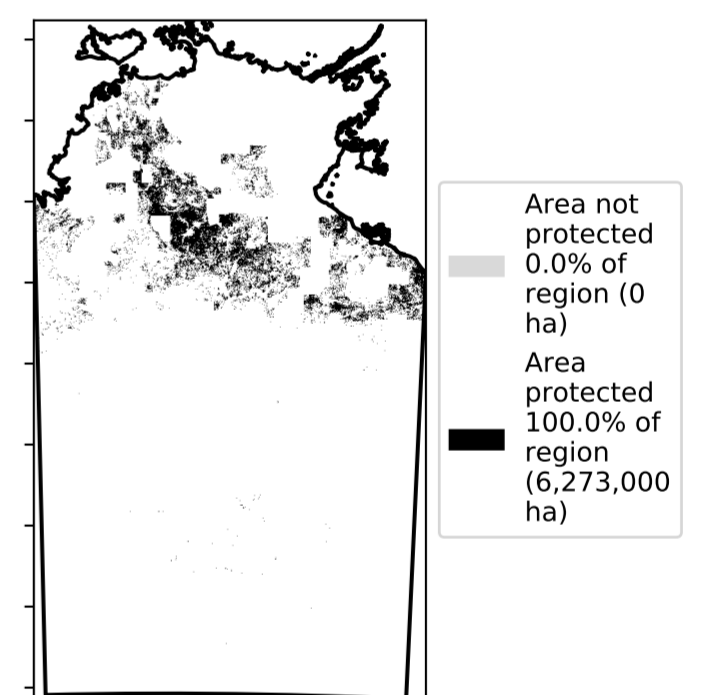 Area not
protected
0.0% of
region (0
ha)
Area
protected
100.0% of
region
(6,273,000
ha)